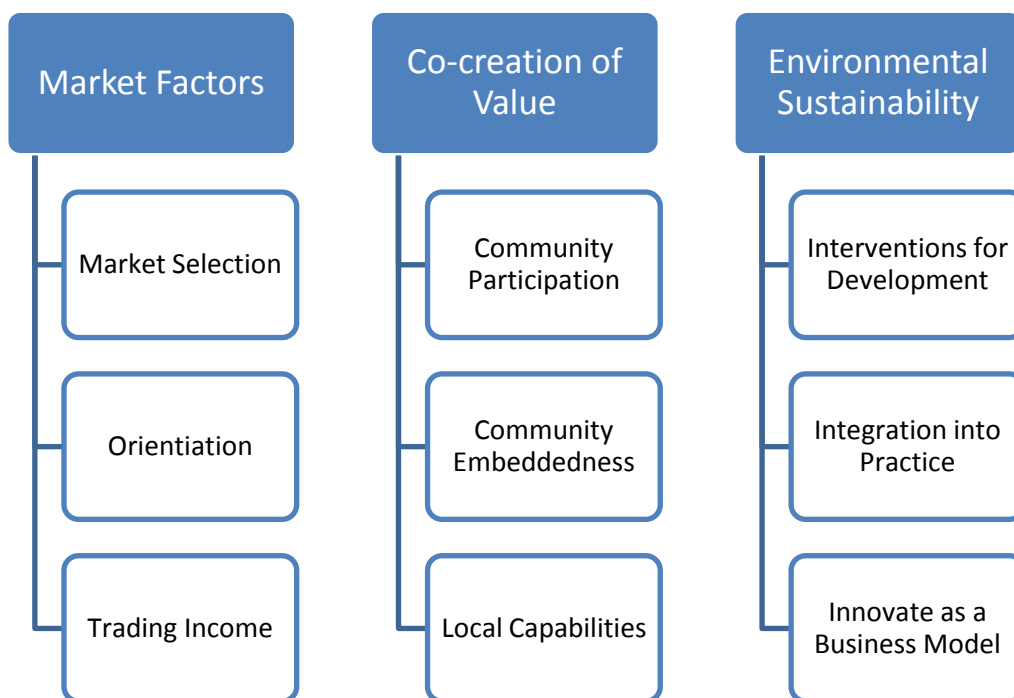 Market Factors
Market Selection
Orientiation
Trading Income
Co-creation of
Value
Community
Participation
Community
Embeddedness
Local Capabilities
Environmental
Sustainability
Interventions for
Development
Integration into
Practice
Innovate as a
Business Model